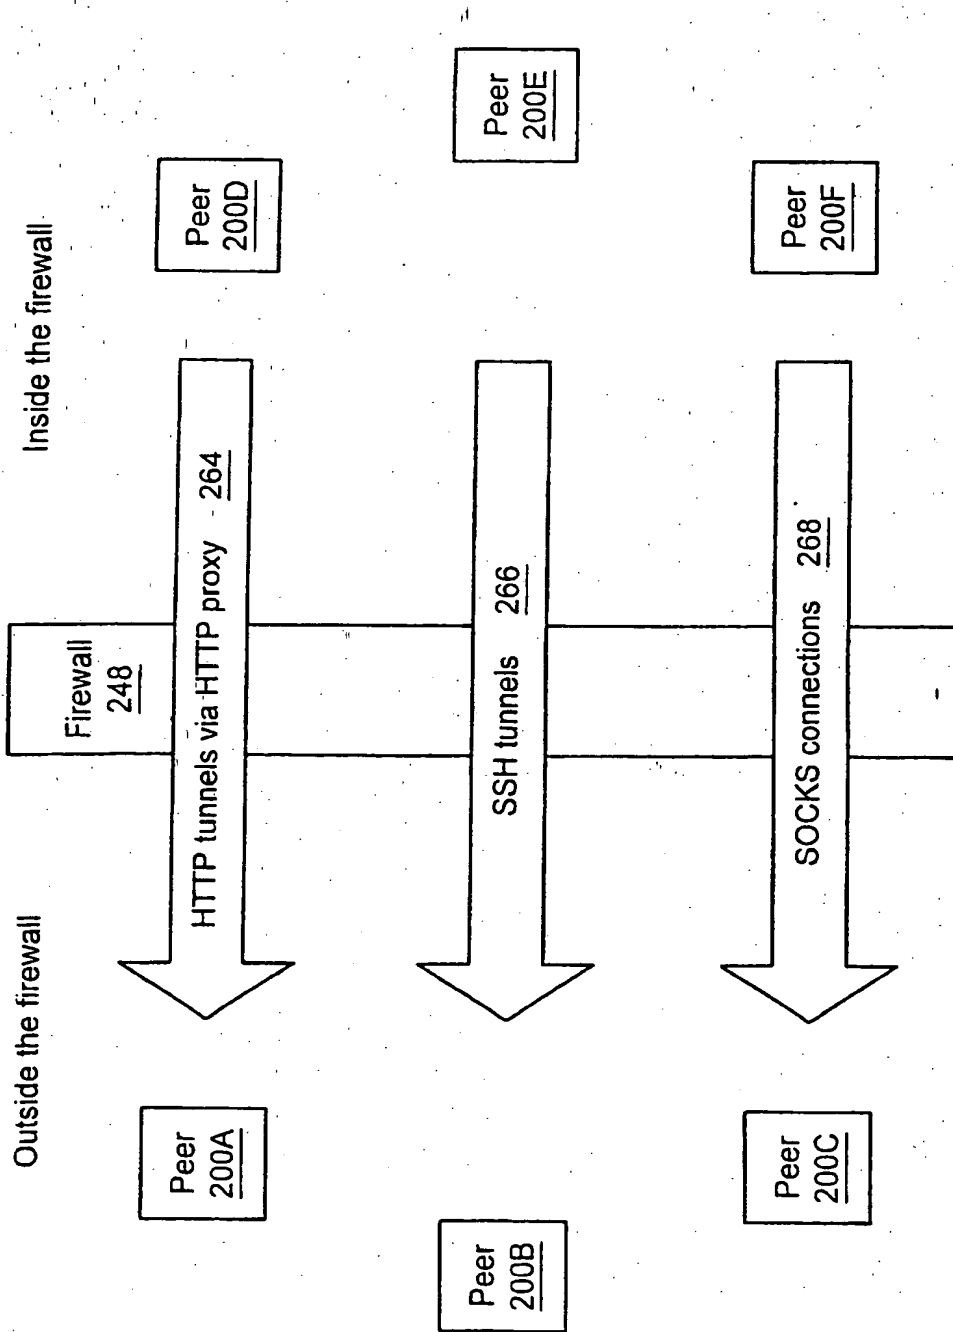 Outside the firewall
Inside the firewall
Firewall
248
Peer
200A
HTTP tunnels via HTTP proxy 264
Peer
200D
Peer
200B
SSH tunnels 266
Peer
200E
Peer
200C
SOCKS connections 268
Peer
200F